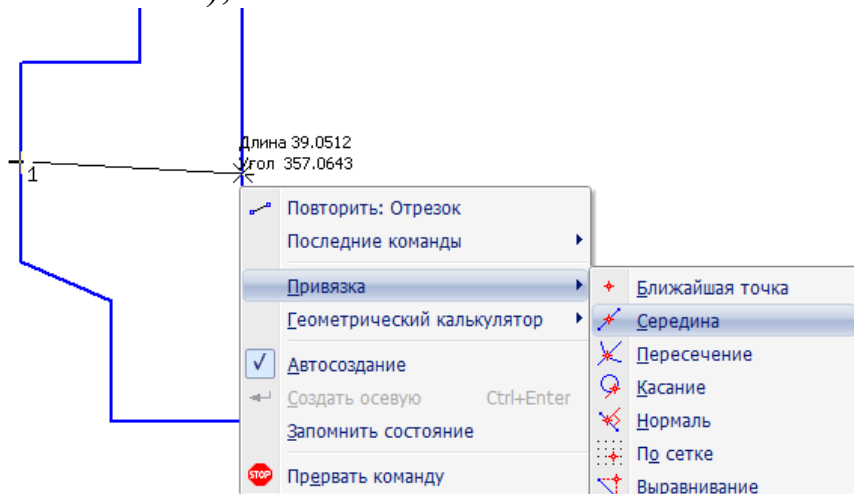 );
Длина 39.0512
Угол 357.0643
1
Повторить: Отрезок
Последние команды
Привязка
Геометрический калькулятор
Автосоздание
Создать осевую Ctrl+Enter
Запомнить состояние
STOP Прервать команду
Ближайшая точка
Середина
Пересечение
Касание
Нормаль
По сетке
Выравнивание